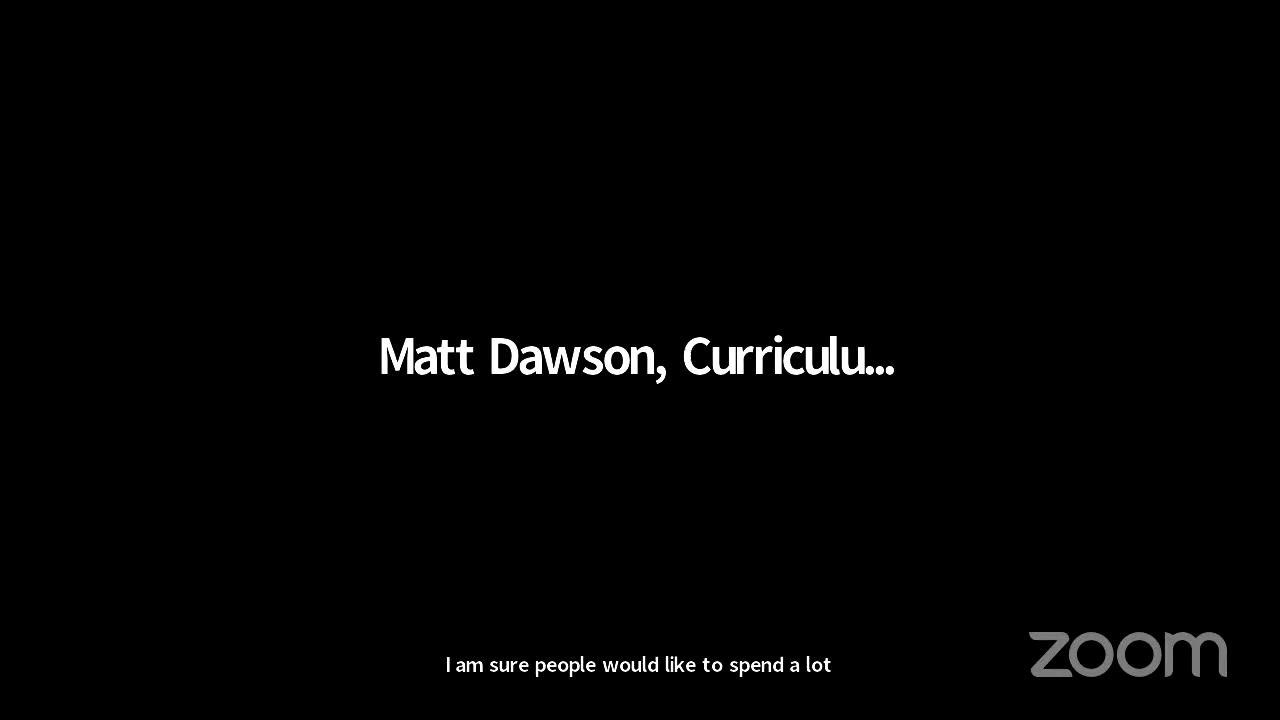 Matt Dawson, Curriculu...
I am sure people would like to spend a lot
zoom